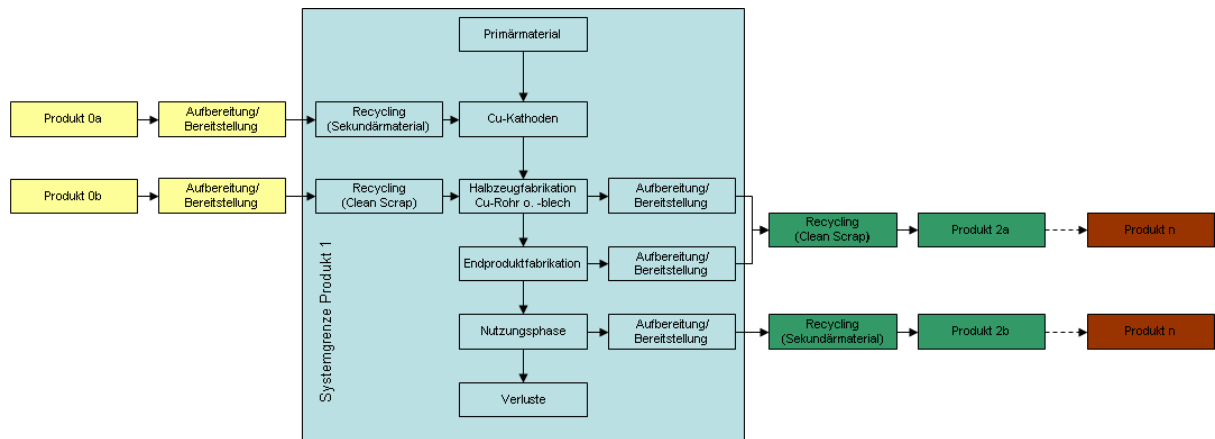 Primärmaterial
Produkt 0a
Aufbereitung/
Bereitstellung
Recycling
(Sekundärmaterial)
Cu-Kathoden
Produkt 0b
Aufbereitung/
Bereitstellung
Recycling
(Clean Scrap)
Halbzeugfabrikation
Cu-Rohr o. -blech
Aufbereitung/
Bereitstellung
Recycling
(Clean Scrap)
Produkt 2a
Produkt n
Endproduktfabrikation
Aufbereitung/
Bereitstellung
Nutzungsphase
Aufbereitung/
Bereitstellung
Recycling
(Sekundärmaterial)
Produkt 2b
Produkt n
Verluste
Systemgrenze Produkt 1